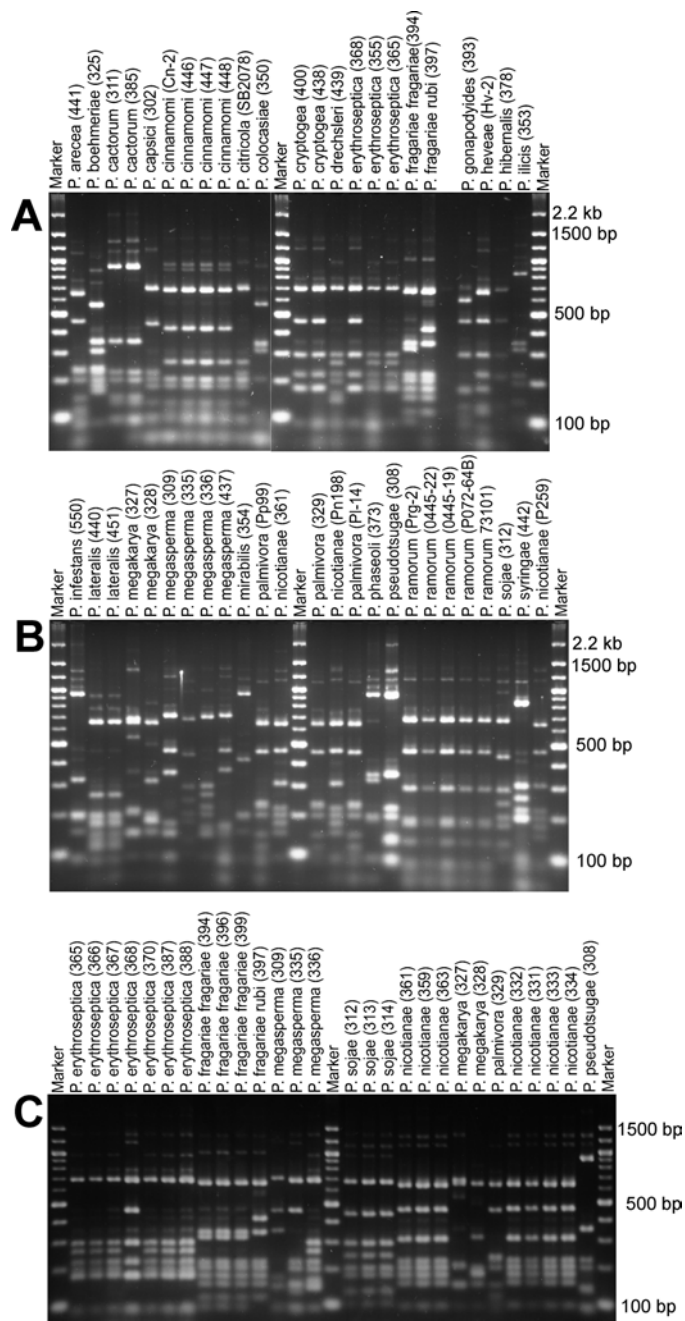 A
Marker
P. arecea (441)
P. boehmeriae (325)
P. cactorum (311)
P. cactorum (385)
P. capsici (302)
P. cinnamomi (Cn-2)
P. cinnamomi (446)
P. cinnamomi (447)
P. cinnamomi (448)
P. citricola (SB2078)
P. colocasiae (350)
Marker
P. cryptogea (400)
P. cryptogea (438)
P. drechsleri (439)
P. erythroseptica (368)
P. erythroseptica (355)
P. erythroseptica (365)
P. fragariae fragariae(394)
P. fragariae rubi (397)
P. gonapodyides (393)
P. heveae (Hv-2)
P. hibernalis (378)
P. ilicis (353)
Marker
2.2 kb
1500 bp
500 bp
100 bp
B
Marker
P. infestans (550)
P. lateralis (440)
P. lateralis (451)
P. megakarya (327)
P. megakarya (328)
P. megasperma (309)
P. megasperma (335)
P. megasperma (336)
P. megasperma (437)
P. mirabilis (354)
P. palmivora (Pp99)
P. nicotianae (361)
Marker
P. palmivora (329)
P. nicotianae (Pn198)
P. palmivora (Pl-14)
P. phaseoli (373)
P. pseudotsugae (308)
P. ramorum (Prg-2)
P. ramorum (0445-22)
P. ramorum (0445-19)
P. ramorum (P072-64B)
P. ramorum 73101)
P. sojae (312)
P. syringae (442)
P. nicotianae (P259)
Marker
2.2 kb
1500 bp
500 bp
100 bp
C
Marker
P. erythroseptica (365)
P. erythroseptica (366)
P. erythroseptica (367)
P. erythroseptica (368)
P. erythroseptica (370)
P. erythroseptica (387)
P. erythroseptica (388)
P. fragariae fragariae (394)
P. fragariae fragariae (396)
P. fragariae fragariae (399)
P. fragariae rubi (397)
P. megasperma (309)
P. megasperma (335)
P. megasperma (336)
Marker
P. sojae (312)
P. sojae (313)
P. sojae (314)
P. nicotianae (361)
P. nicotianae (359)
P. nicotianae (363)
P. megakarya (327)
P. megakarya (328)
P. palmivora (329)
P. nicotianae (332)
P. nicotianae (331)
P. nicotianae (333)
P. nicotianae (334)
P. pseudotsugae (308)
Marker
1500 bp
500 bp
100 bp